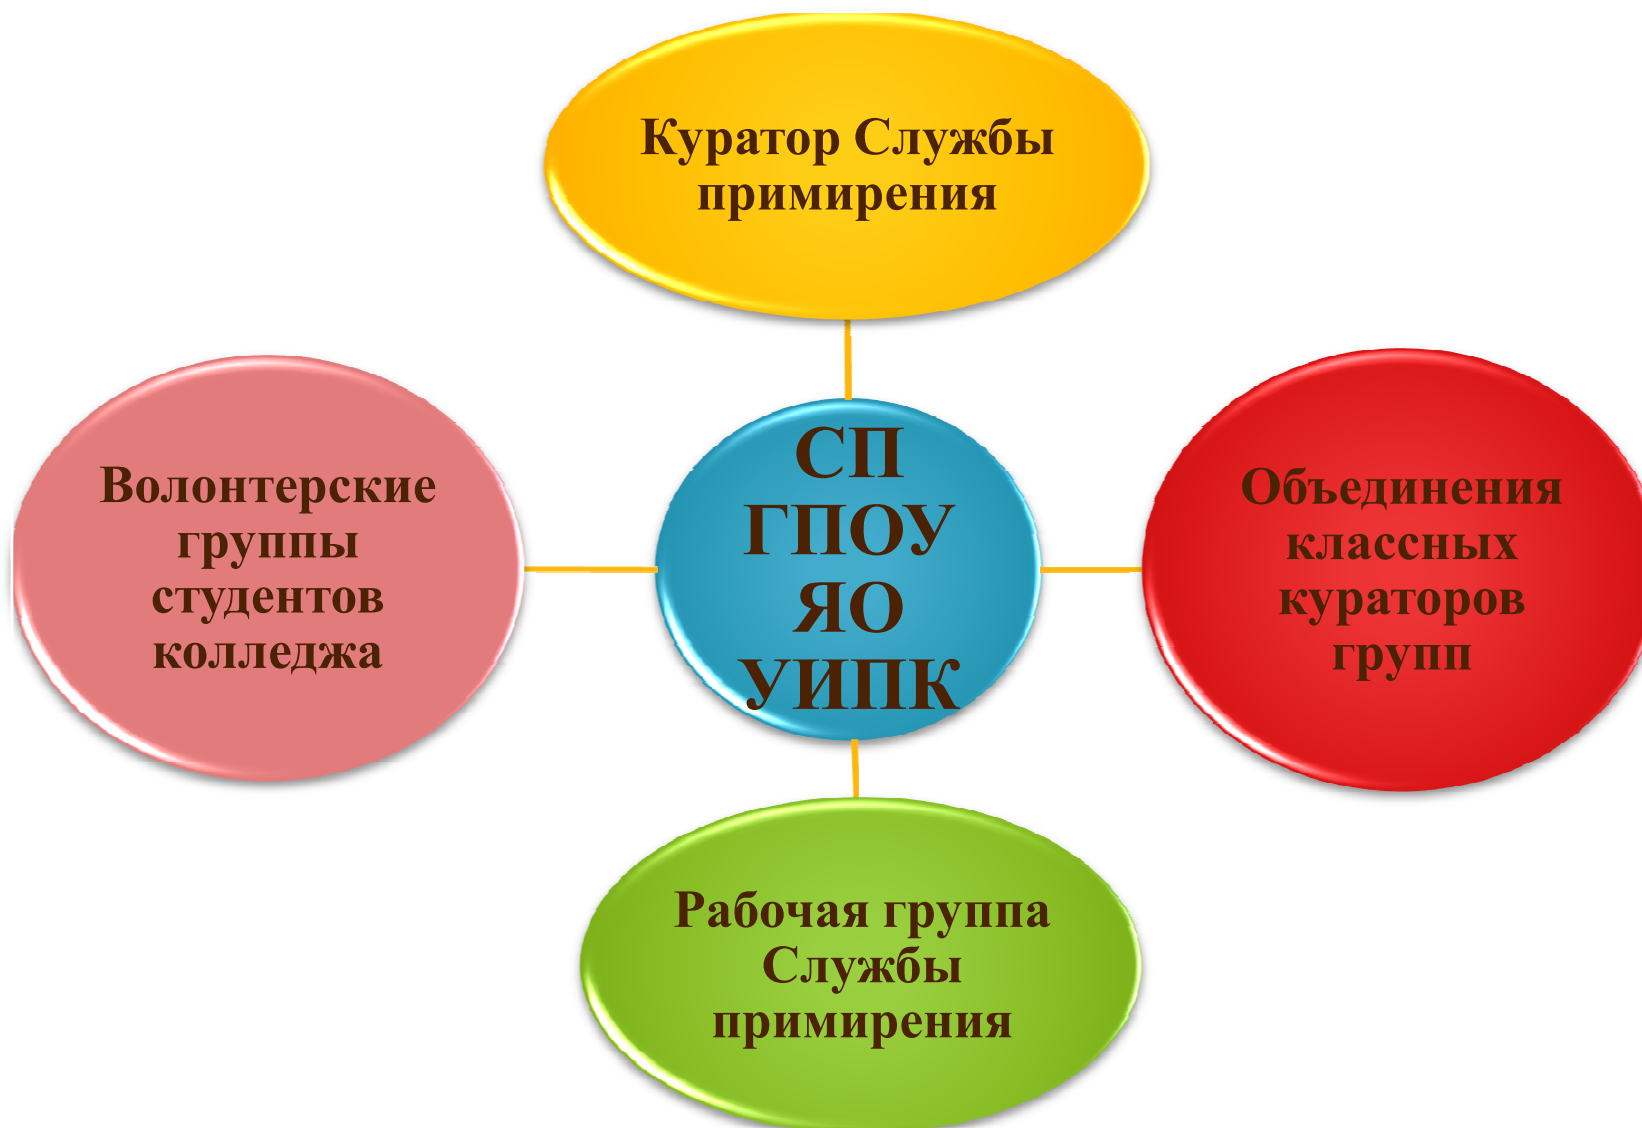 Куратор Службы
примирения
Волонтерские
группы
студентов
колледжа
СП
ГПОУ
ЯО
УИПК
Объединения
классных
кураторов
групп
Рабочая группа
Службы
примирения